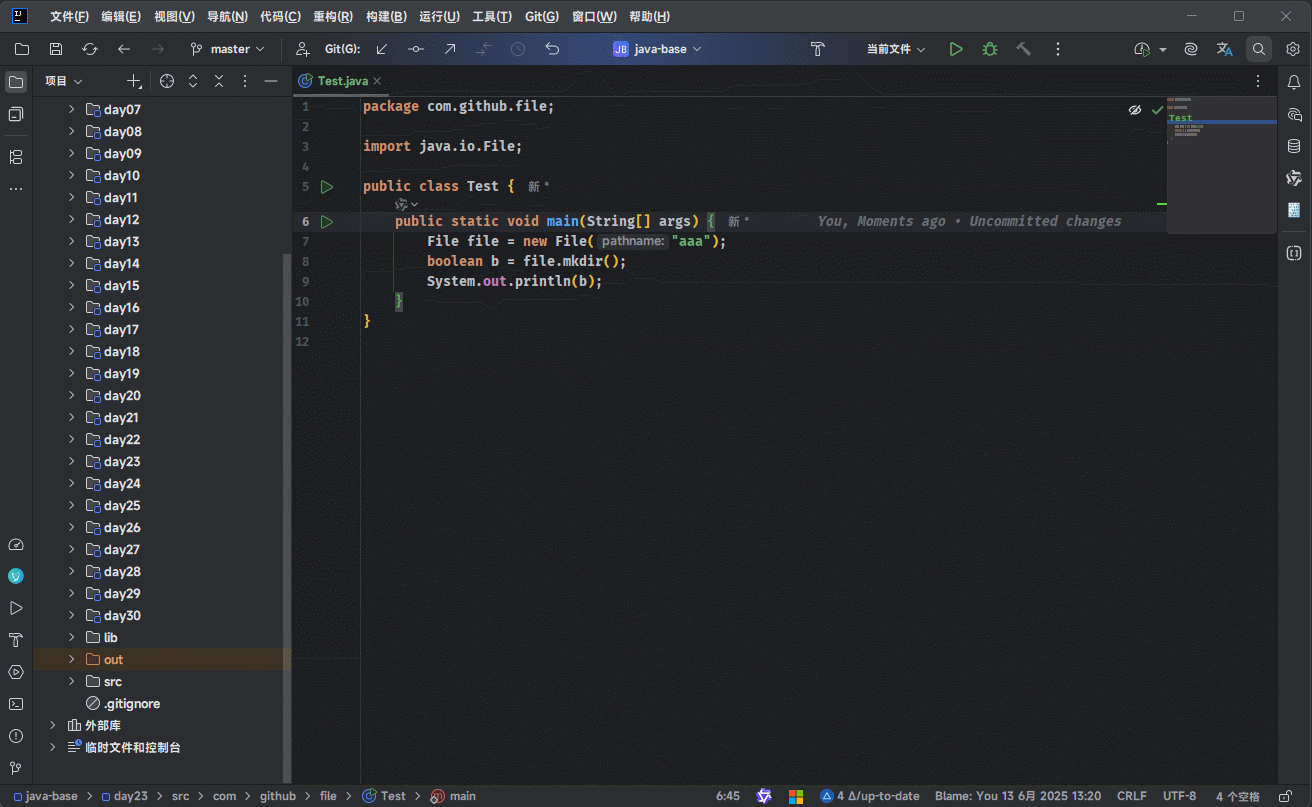 文件(F) 编辑(E) 视图(V) 导航(N) 代码(C) 重构(R) 构建(B) 运行(U) 工具(T) Git(G) 窗口(W) 帮助(H)
master Git(G): JB java-base 当前文件
项目
Test.java
day07
day08
day09
day10
day11
day12
day13
day14
day15
day16
day17
day18
day19
day20
day21
day22
day23
day24
day25
day26
day27
day28
day29
day30
lib
out
src
.gitignore
外部库
临时文件和控制台
1 package com.github.file;
2
3 import java.io.File;
4
5 public class Test { 新 *
6 public static void main(String[] args) { 新 * You, Moments ago • Uncommitted changes
7 File file = new File( pathname: "aaa");
8 boolean b = file.mkdir();
9 System.out.println(b);
10 }
11 }
12
Test
java-base > day23 > src > com > github > file > Test > main 6:45 4 Δ/up-to-date Blame: You 13 6月 2025 13:20 CRLF UTF-8 4 个空格